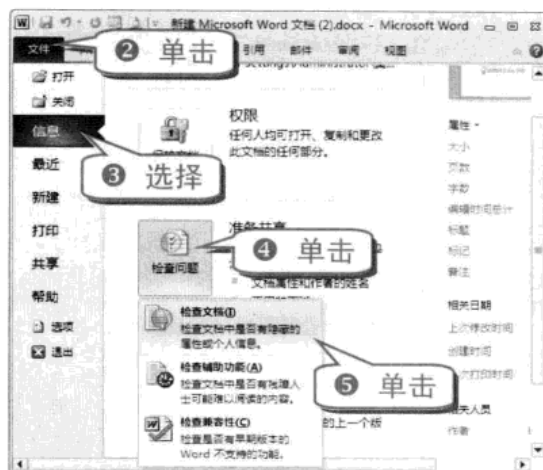 新建 Microsoft Word 文档 (2).docx - Microsoft Word
文件
❷ 单击
引用 邮件 审阅 视图
打开
关闭
信息
❸ 选择
最近
新建
打印
共享
帮助
选项
退出
权限
任何人均可打开、复制和更改
此文档的任何部分。
准备共享
❹ 单击
检查问题
文档属性和作者的姓名
检查文档(I)
检查文档中是否有隐藏的
属性或个人信息。
检查辅助功能(A)
检查文档中是否有残障人
士可能难以阅读的内容。
检查兼容性(C)
检查是否有早期版本的
Word 不支持的功能。
❺ 单击
的上一个版
属性
大小
页数
字数
编辑时间总计
标题
标记
备注
相关日期
上次修改时间
创建时间
次打印时间
相关人员
作者